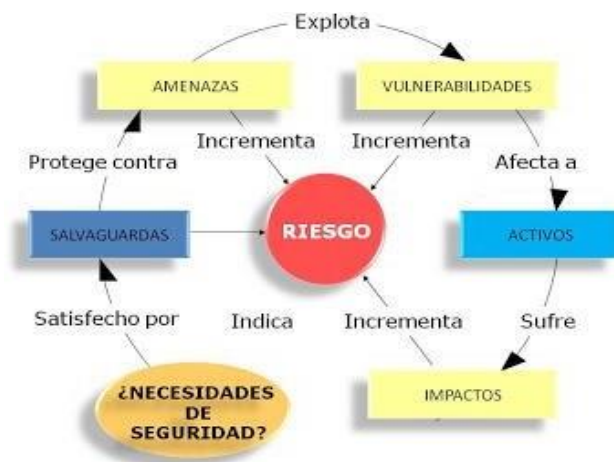 Explota
AMENAZAS
VULNERABILIDADES
Incrementa
Incrementa
Protege contra
Afecta a
SALVAGUARDAS
RIESGO
ACTIVOS
Satisfecho por
Indica
Incrementa
Sufre
¿NECESIDADES
DE
SEGURIDAD?
IMPACTOS